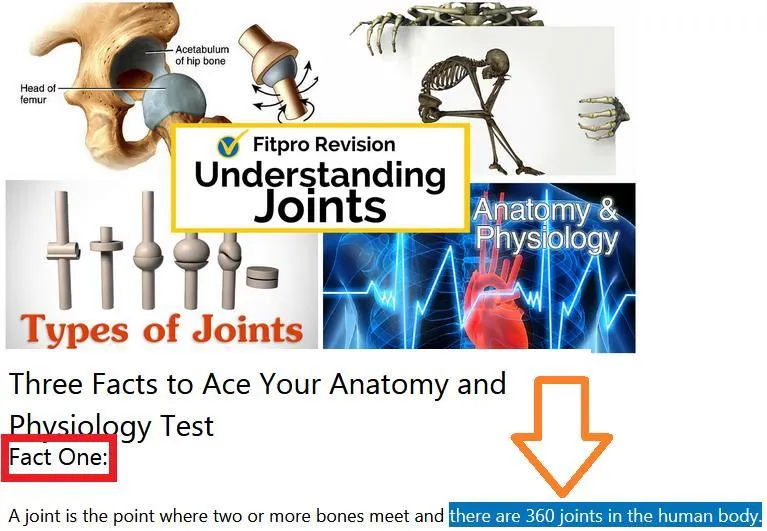 Acetabulum
of hip bone
Head of
femur
Fitpro Revision
Understanding
Joints
Anatomy &
Physiology
Types of Joints
Three Facts to Ace Your Anatomy and
Physiology Test
Fact One:
A joint is the point where two or more bones meet and there are 360 joints in the human body.